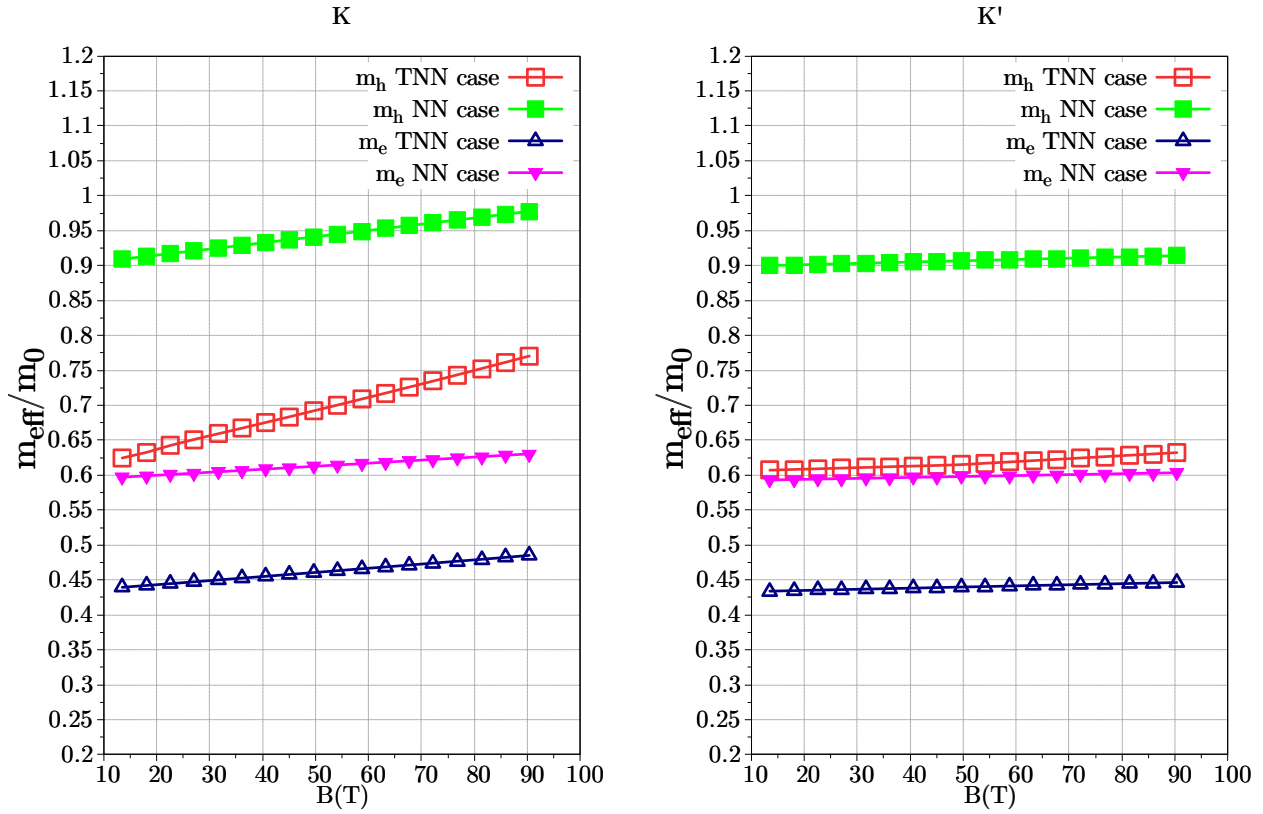 K
m_eff/m_0
1.2
1.15
1.1
1.05
1
0.95
0.9
0.85
0.8
0.75
0.7
0.65
0.6
0.55
0.5
0.45
0.4
0.35
0.3
0.25
0.2
m_h TNN case
m_h NN case
m_e TNN case
m_e NN case
10 20 30 40 50 60 70 80 90 100
B(T)
K'
m_eff/m_0
1.2
1.15
1.1
1.05
1
0.95
0.9
0.85
0.8
0.75
0.7
0.65
0.6
0.55
0.5
0.45
0.4
0.35
0.3
0.25
0.2
m_h TNN case
m_h NN case
m_e TNN case
m_e NN case
10 20 30 40 50 60 70 80 90 100
B(T)